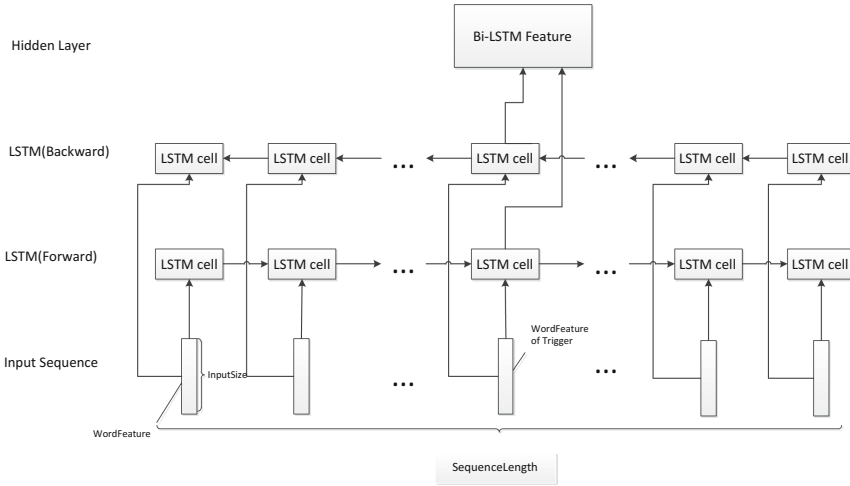 Bi-LSTM Feature
Hidden Layer
LSTM(Backward)
LSTM cell
LSTM cell
...
LSTM cell
...
LSTM cell
LSTM cell
LSTM(Forward)
LSTM cell
LSTM cell
...
LSTM cell
...
LSTM cell
LSTM cell
WordFeature
of Trigger
Input Sequence
InputSize
...
...
WordFeature
SequenceLength